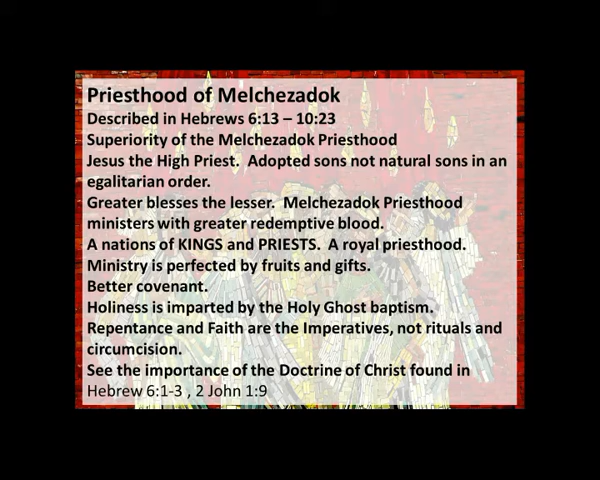 Priesthood of Melchezadok
Described in Hebrews 6:13 – 10:23
Superiority of the Melchezadok Priesthood
Jesus the High Priest.  Adopted sons not natural sons in an
egalitarian order.
Greater blesses the lesser.  Melchezadok Priesthood
ministers with greater redemptive blood.
A nations of KINGS and PRIESTS.  A royal priesthood.
Ministry is perfected by fruits and gifts.
Better covenant.
Holiness is imparted by the Holy Ghost baptism.
Repentance and Faith are the Imperatives, not rituals and
circumcision.
See the importance of the Doctrine of Christ found in
Hebrew 6:1-3 , 2 John 1:9